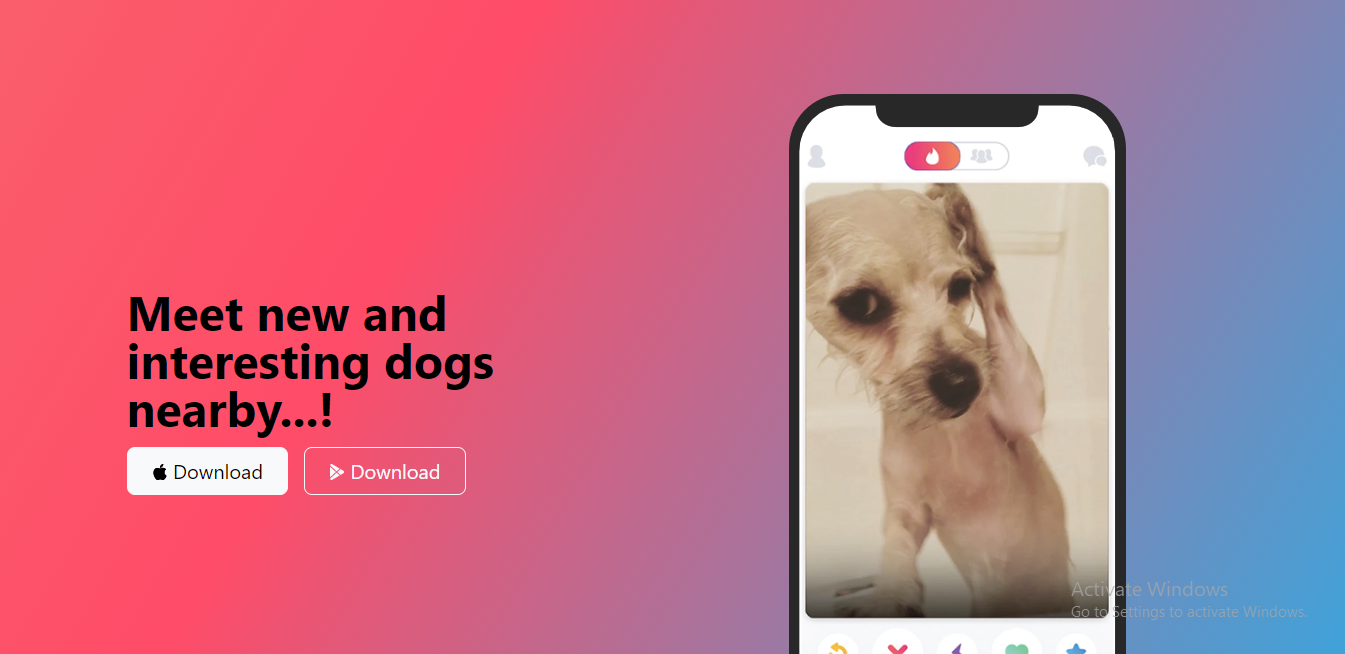 Meet new and
interesting dogs
nearby...!
Download
Download
Activate Windows
Go to Settings to activate Windows.